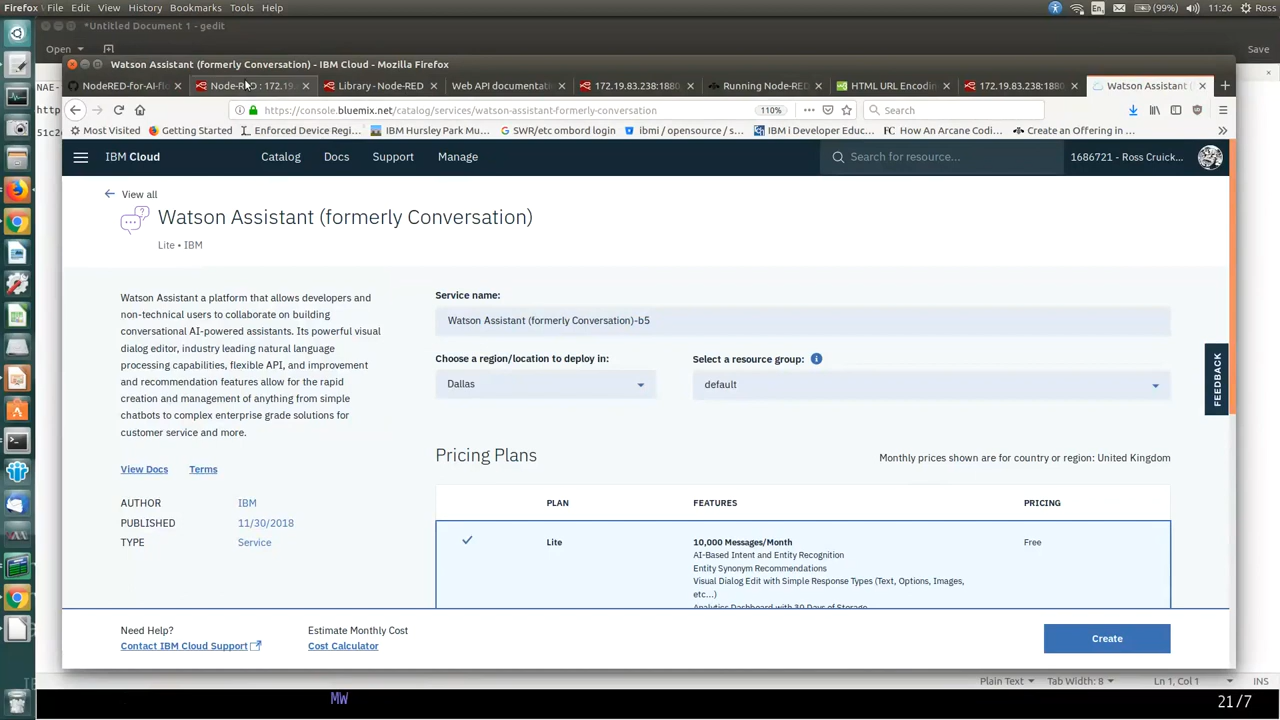 Firefox File Edit View History Bookmarks Tools Help En (99%) 11:26 Ross
*Untitled Document 1 - gedit
Open Save
Watson Assistant (formerly Conversation) - IBM Cloud - Mozilla Firefox
NodeRED-for-AI-fl Node-RED : 172.19. Library - Node-RED Web API documentati 172.19.83.238:1880 Running Node-RED HTML URL Encodin 172.19.83.238:1880 Watson Assistant (
NAE-
https://console.bluemix.net/catalog/services/watson-assistant-formerly-conversation 110% Search
http
Most Visited Getting Started Enforced Device Regi... IBM Hursley Park Mu... SWR/etc ombord login ibmi / opensource / s... IBM i Developer Educ... How An Arcane Codi... Create an Offering in ...
51c2
IBM Cloud Catalog Docs Support Manage Search for resource... 1686721 - Ross Cruick...
View all
Watson Assistant (formerly Conversation)
Lite • IBM
Watson Assistant a platform that allows developers and
non-technical users to collaborate on building
conversational AI-powered assistants. Its powerful visual
dialog editor, industry leading natural language
processing capabilities, flexible API, and improvement
and recommendation features allow for the rapid
creation and management of anything from simple
chatbots to complex enterprise grade solutions for
customer service and more.
View Docs Terms
AUTHOR IBM
PUBLISHED 11/30/2018
TYPE Service
Service name:
Watson Assistant (formerly Conversation)-b5
Choose a region/location to deploy in: Select a resource group:
Dallas default
FEEDBACK
Pricing Plans Monthly prices shown are for country or region: United Kingdom
PLAN FEATURES PRICING
Lite 10,000 Messages/Month Free
AI-Based Intent and Entity Recognition
Entity Synonym Recommendations
Visual Dialog Edit with Simple Response Types (Text, Options, Images,
etc...)
Analytics Dashboard with 30 Days of Storage
Need Help? Estimate Monthly Cost
Contact IBM Cloud Support Cost Calculator Create
Plain Text Tab Width: 8 Ln 1, Col 1 INS
MW 21/7